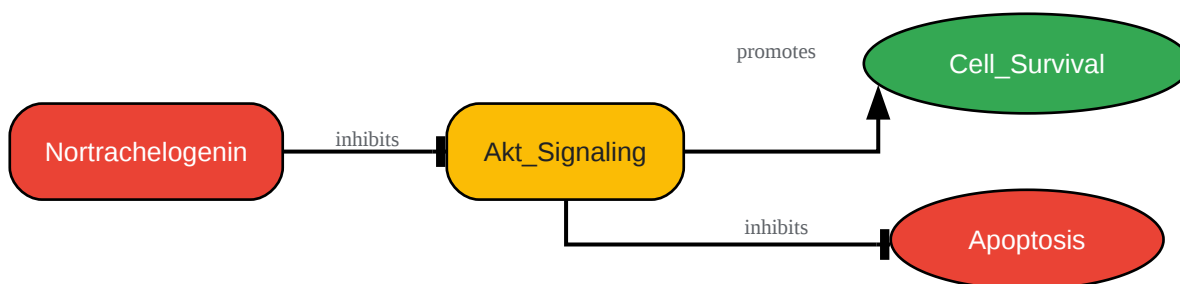 promotes
Cell_Survival
Nortrachelogenin
inhibits
Akt_Signaling
inhibits
Apoptosis